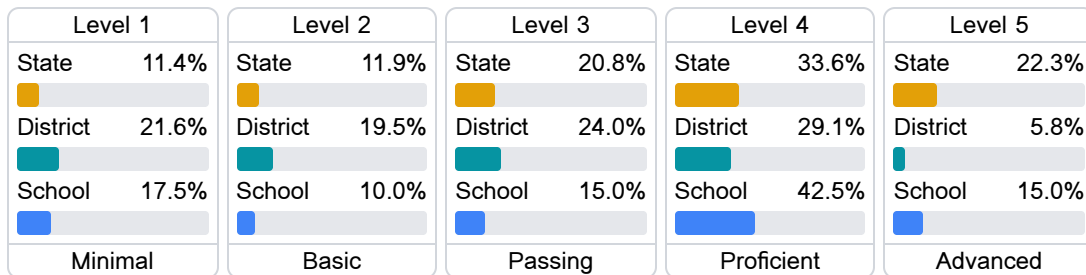 Level 1
State 11.4%
District 21.6%
School 17.5%
Minimal
Level 2
State 11.9%
District 19.5%
School 10.0%
Basic
Level 3
State 20.8%
District 24.0%
School 15.0%
Passing
Level 4
State 33.6%
District 29.1%
School 42.5%
Proficient
Level 5
State 22.3%
District 5.8%
School 15.0%
Advanced